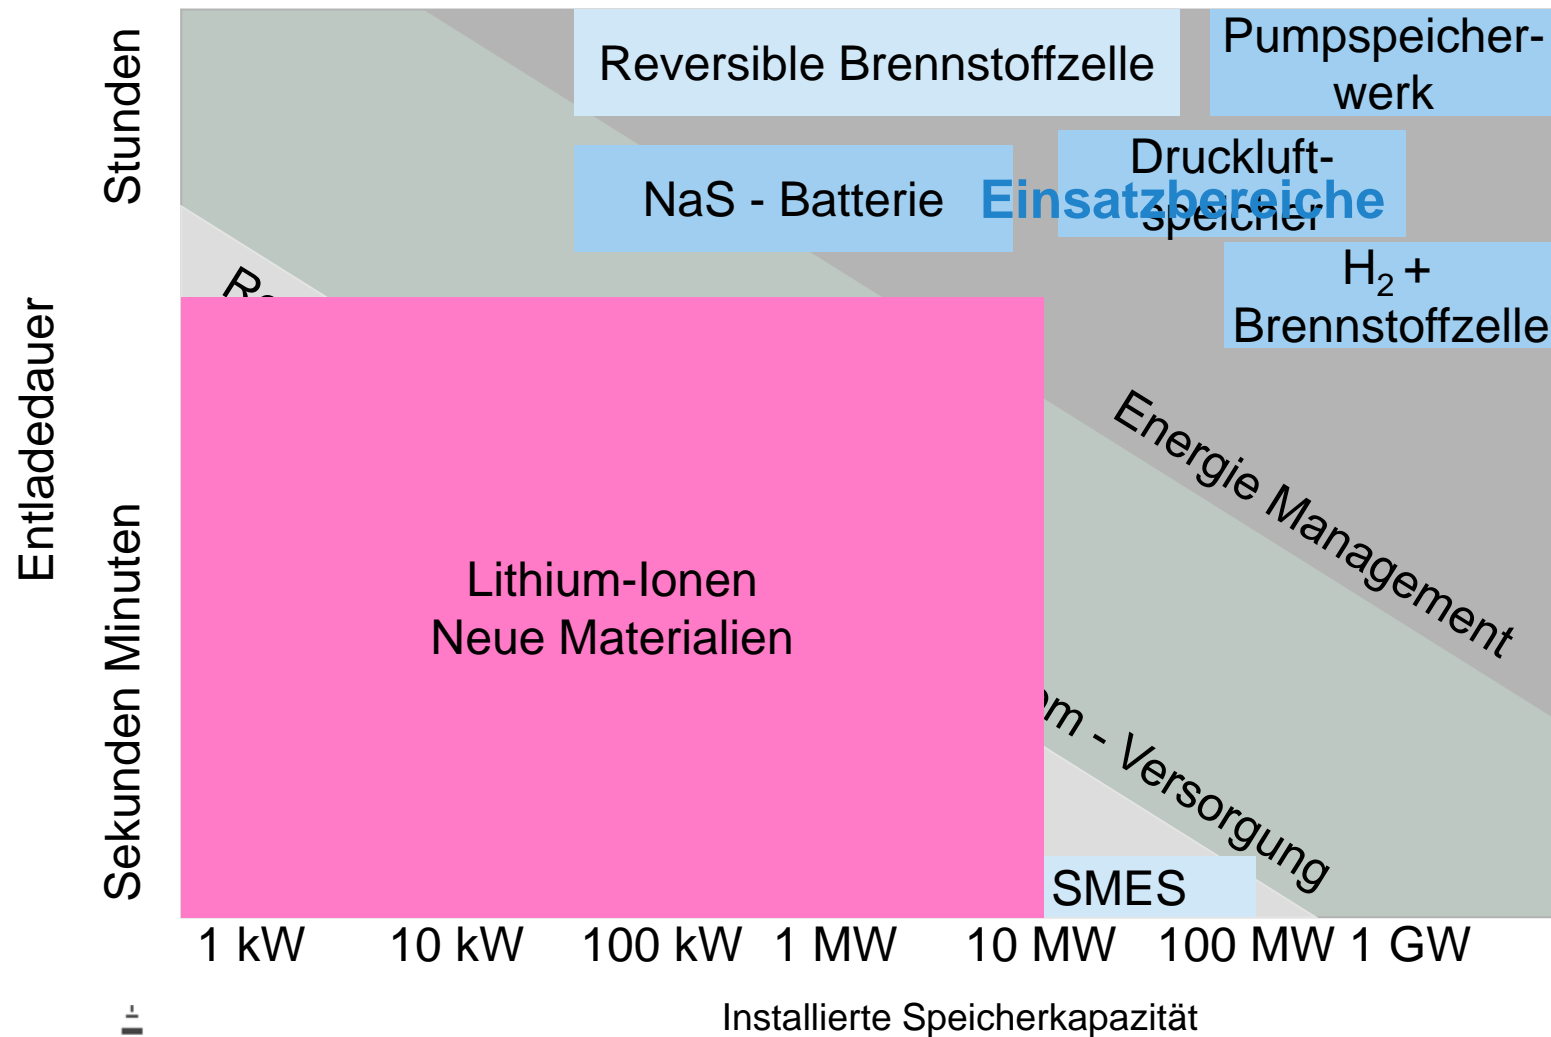 Reversible Brennstoffzelle
Pumpspeicher-
werk
NaS - Batterie
Druckluft-
speicher
Einsatzbereiche
H₂ +
Brennstoffzelle
Energie Management
Lithium-Ionen
Neue Materialien
- Versorgung
SMES
Stunden
Sekunden Minuten
Entladedauer
1 kW 10 kW 100 kW 1 MW 10 MW 100 MW 1 GW
Installierte Speicherkapazität